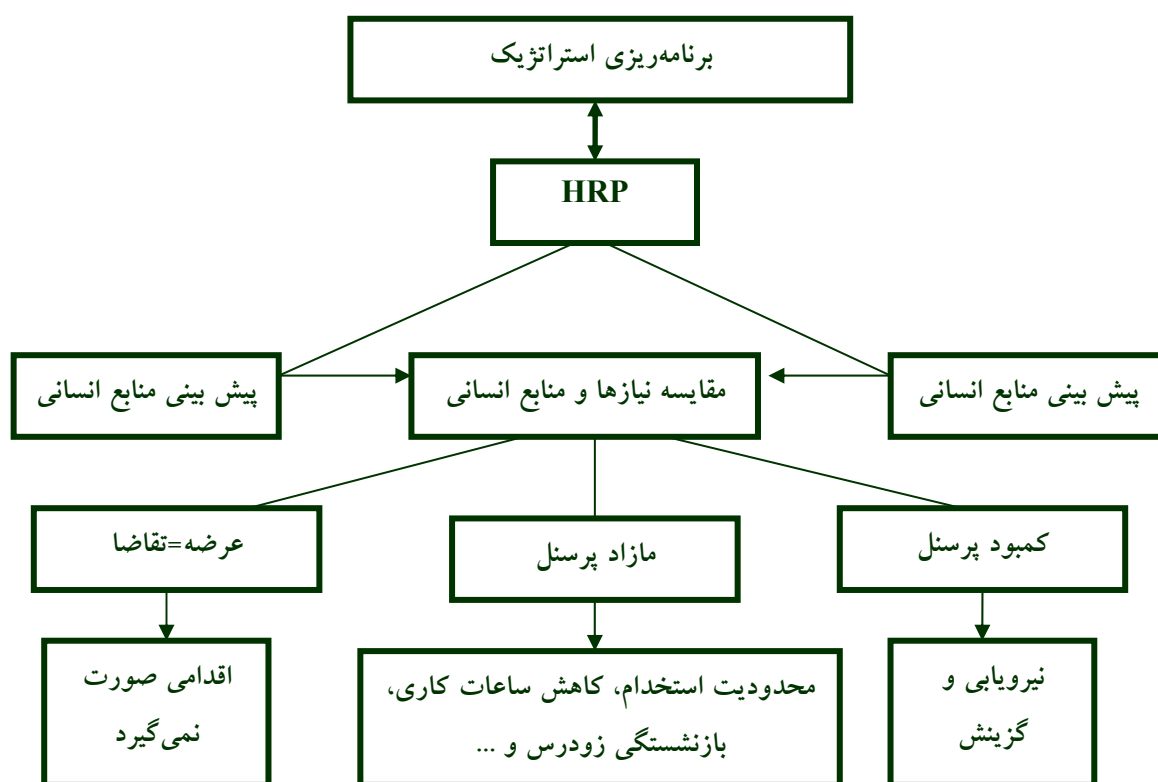 برنامه‌ریزی استراتژیک
HRP
پیش بینی منابع انسانی
مقایسه نیازها و منابع انسانی
پیش بینی منابع انسانی
کمبود پرسنل
مازاد پرسنل
عرضه=تقاضا
نیرویابی و
گزینش
محدودیت استخدام، کاهش ساعات کاری،
بازنشستگی زودرس و ...
اقدامی صورت
نمی‌گیرد